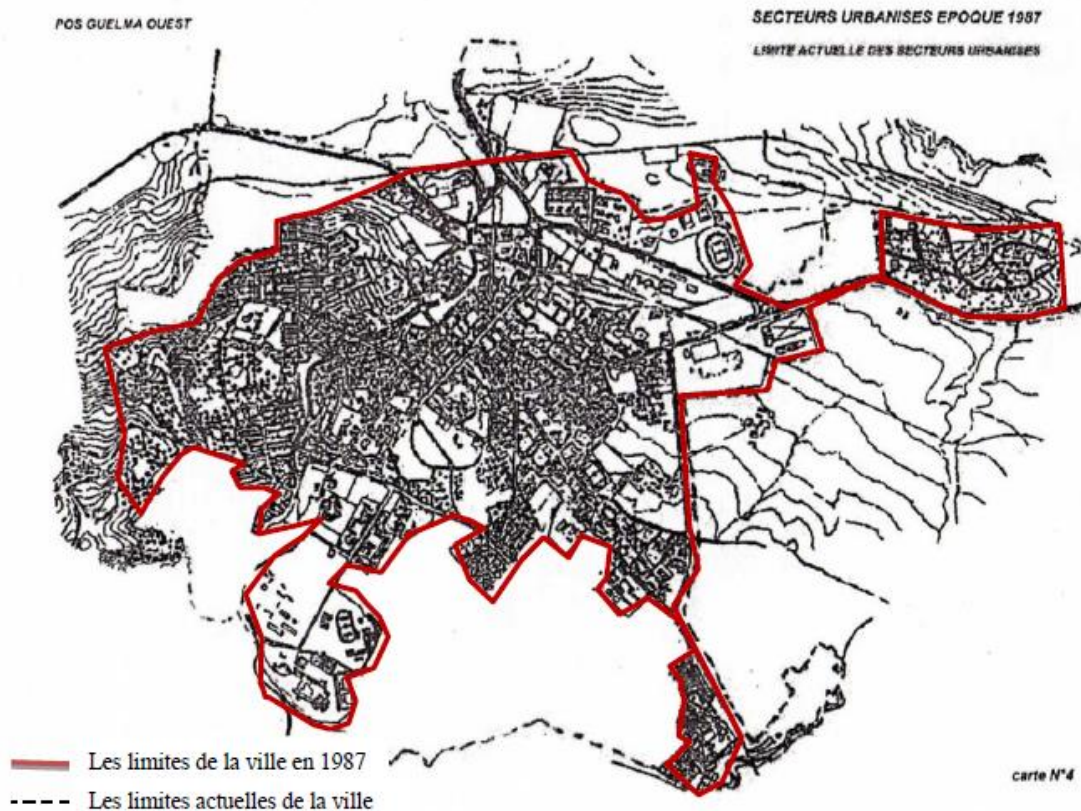 POS GUELMA OUEST
SECTEURS URBANISES EPOQUE 1987
LIMITE ACTUELLE DES SECTEURS URBANISES
Les limites de la ville en 1987
Les limites actuelles de la ville
carte N°4